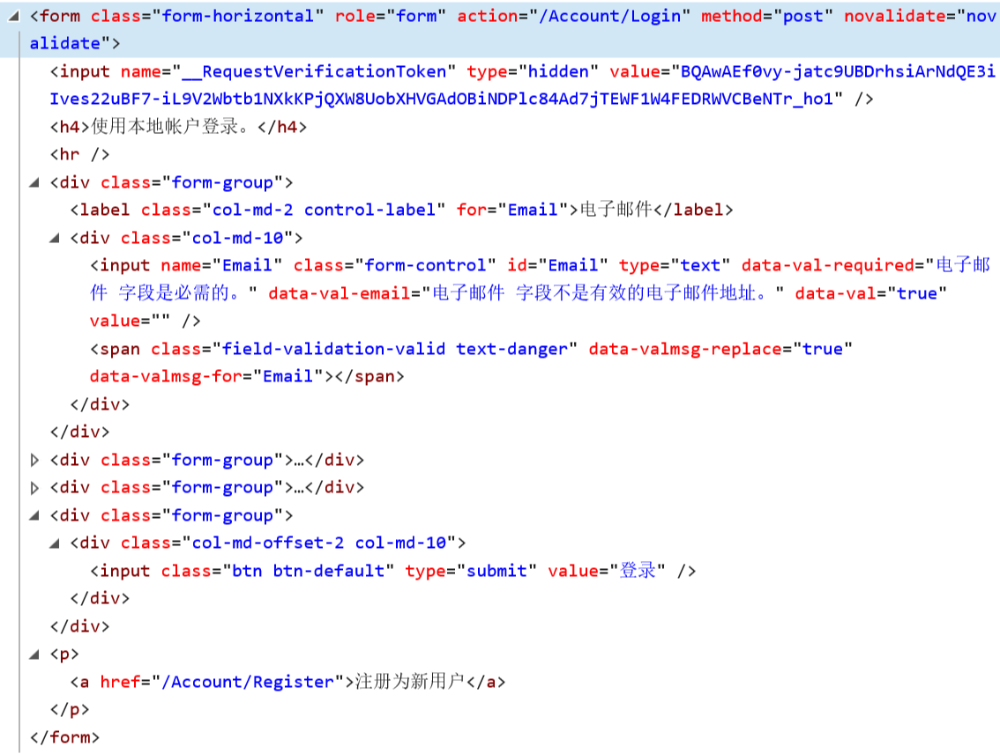 <form class="form-horizontal" role="form" action="/Account/Login" method="post" novalidate="nov
alidate">
<input name="__RequestVerificationToken" type="hidden" value="BQAwAEf0vy-jatc9UBDrhsiArNdQE3i
Ives22uBF7-iL9V2Wbtb1NXkKPjQXW8UobXHVGAdOBiNDPlc84Ad7jTEWF1W4FEDRWVCBeNTr_ho1" />
<h4>使用本地帐户登录。</h4>
<hr />
<div class="form-group">
<label class="col-md-2 control-label" for="Email">电子邮件</label>
<div class="col-md-10">
<input name="Email" class="form-control" id="Email" type="text" data-val-required="电子邮
件 字段是必需的。" data-val-email="电子邮件 字段不是有效的电子邮件地址。" data-val="true"
value="" />
<span class="field-validation-valid text-danger" data-valmsg-replace="true"
data-valmsg-for="Email"></span>
</div>
</div>
<div class="form-group">…</div>
<div class="form-group">…</div>
<div class="form-group">
<div class="col-md-offset-2 col-md-10">
<input class="btn btn-default" type="submit" value="登录" />
</div>
</div>
<p>
<a href="/Account/Register">注册为新用户</a>
</p>
</form>